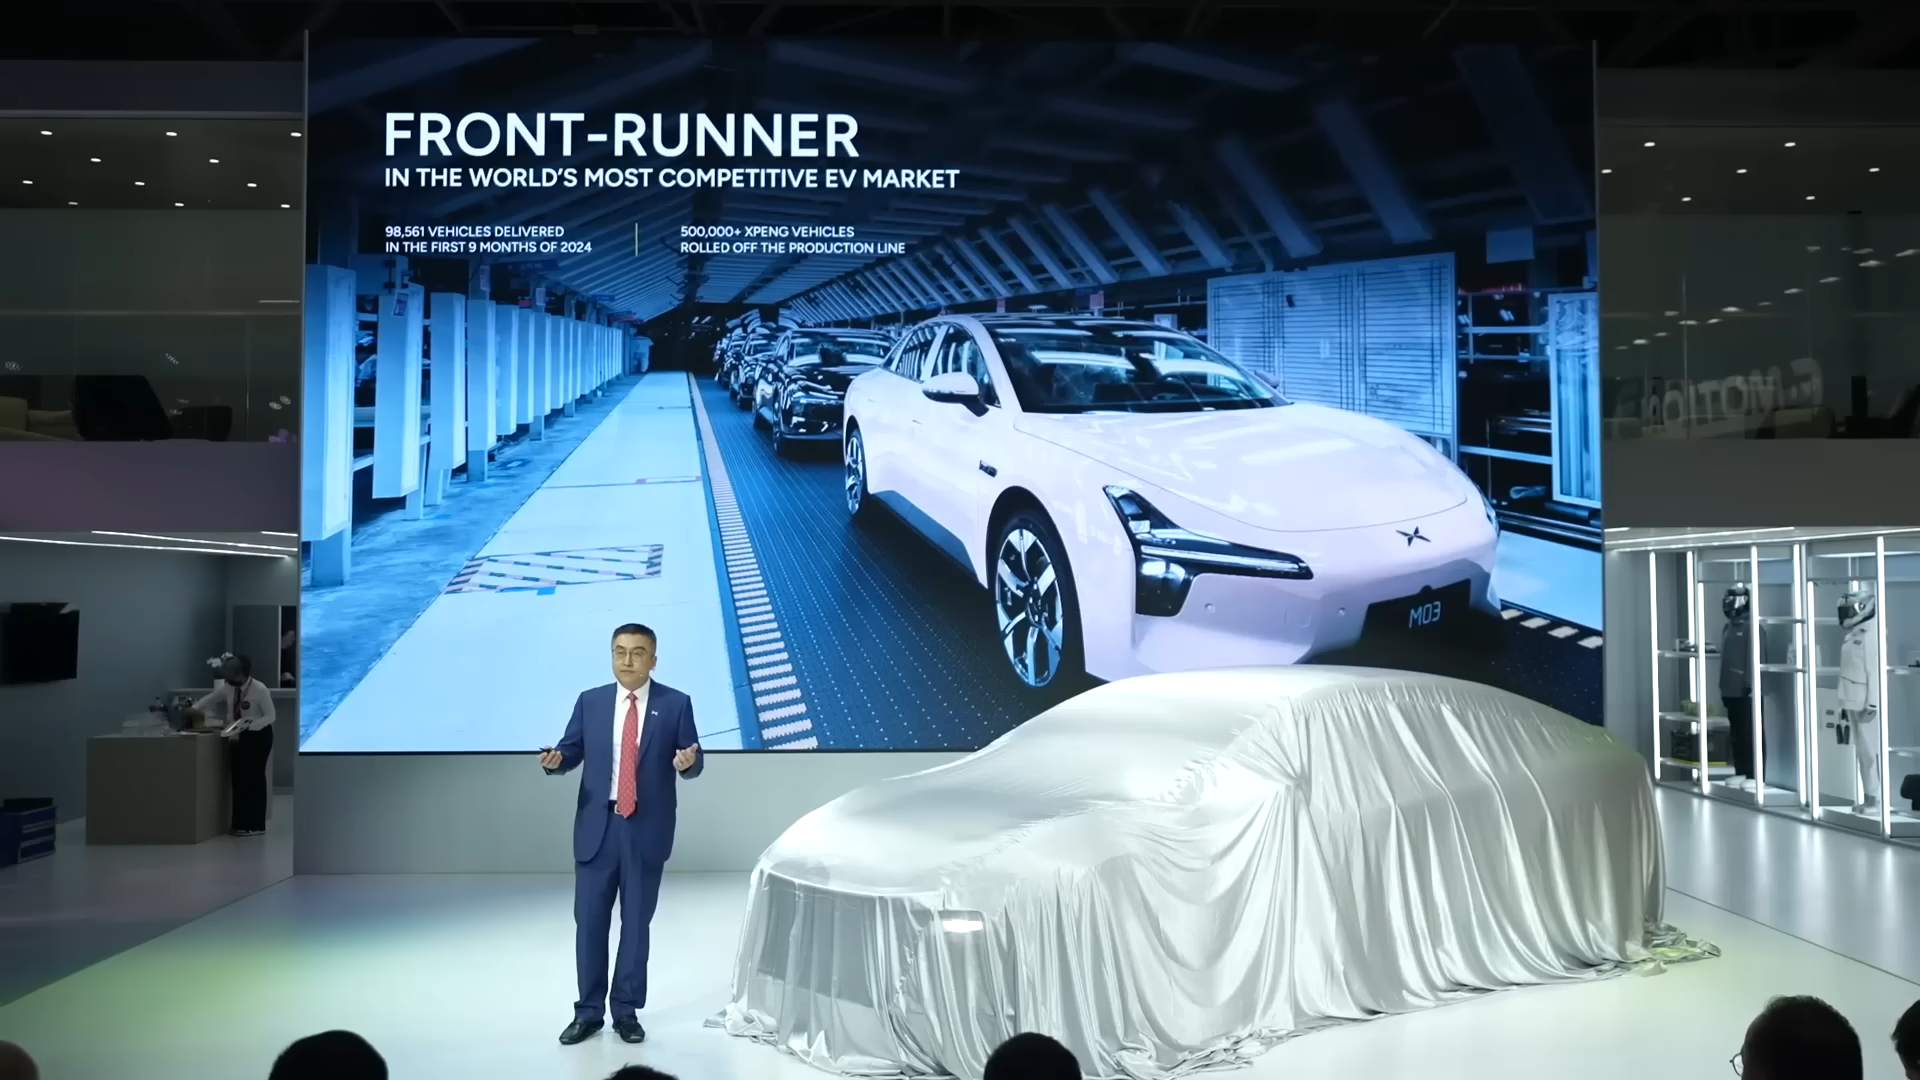 FRONT-RUNNER
IN THE WORLD'S MOST COMPETITIVE EV MARKET
98,561 VEHICLES DELIVERED
IN THE FIRST 9 MONTHS OF 2024
500,000+ XPENG VEHICLES
ROLLED OFF THE PRODUCTION LINE
M03